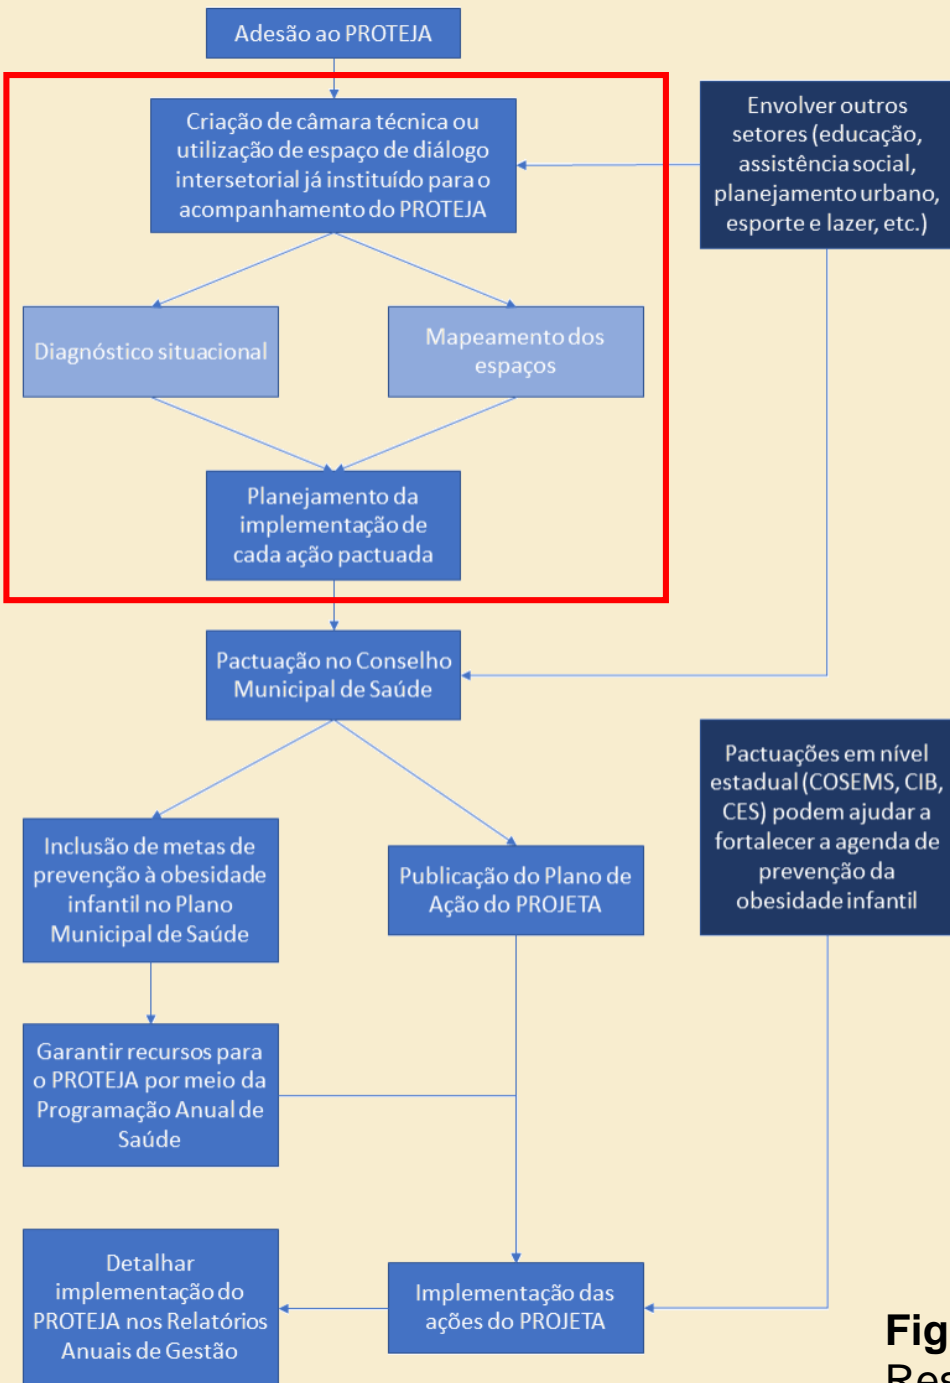 Adesão ao PROTEJA
Criação de câmara técnica ou
utilização de espaço de diálogo
intersetorial já instituído para o
acompanhamento do PROTEJA
Envolver outros
setores (educação,
assistência social,
planejamento urbano,
esporte e lazer, etc.)
Diagnóstico situacional
Mapeamento dos
espaços
Planejamento da
implementação de
cada ação pactuada
Pactuação no Conselho
Municipal de Saúde
Pactuações em nível
estadual (COSEMS, CIB,
CES) podem ajudar a
fortalecer a agenda de
prevenção da
obesidade infantil
Inclusão de metas de
prevenção à obesidade
infantil no Plano
Municipal de Saúde
Publicação do Plano de
Ação do PROJETA
Garantir recursos para
o PROTEJA por meio da
Programação Anual de
Saúde
Detalhar
implementação do
PROTEJA nos Relatórios
Anuais de Gestão
Implementação das
ações do PROJETA
Fig
Res